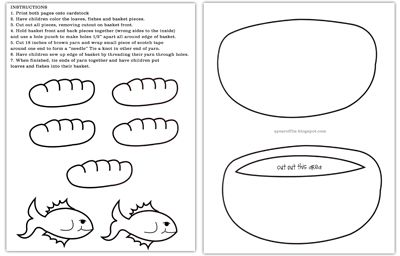 INSTRUCTIONS
1. Print both pages onto cardstock
2. Have children color the loaves, fishes and basket pieces.
3. Cut out all pieces, removing cutout on basket front.
4. Hold basket front and back pieces together (wrong sides to the inside)
and use a hole punch to make holes 1/2" apart all around edge of basket.
5. Cut 16 inches of brown yarn and wrap small piece of scotch tape
around one end to form a "needle" Tie a knot in other end of yarn.
6. Have children sew up edge of basket by threading their yarn through holes.
7. When finished, tie ends of yarn together and have children put
loaves and fishes into their basket.
cut out this area